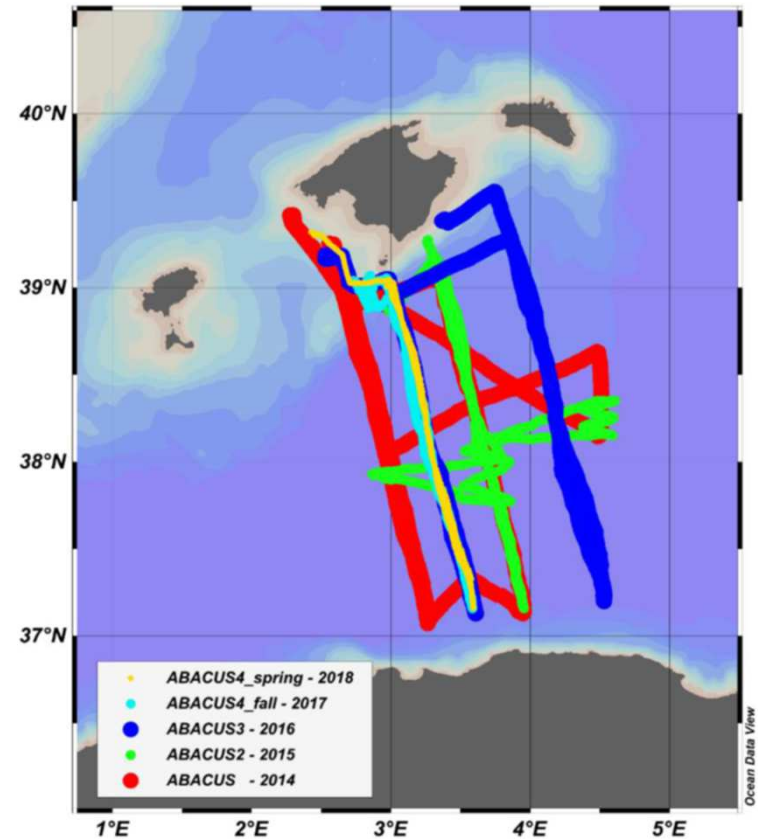 40°N
39°N
38°N
37°N
ABACUS4_spring - 2018
ABACUS4_fall - 2017
ABACUS3 - 2016
ABACUS2 - 2015
ABACUS - 2014
1°E 2°E 3°E 4°E 5°E
Ocean Data View